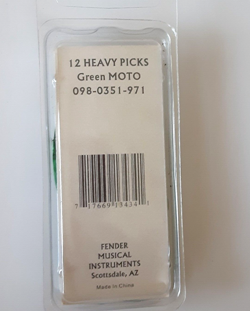 12 HEAVY PICKS
Green MOTO
098-0351-971
FENDER
MUSICAL
INSTRUMENTS
Scottsdale, AZ
Made in China